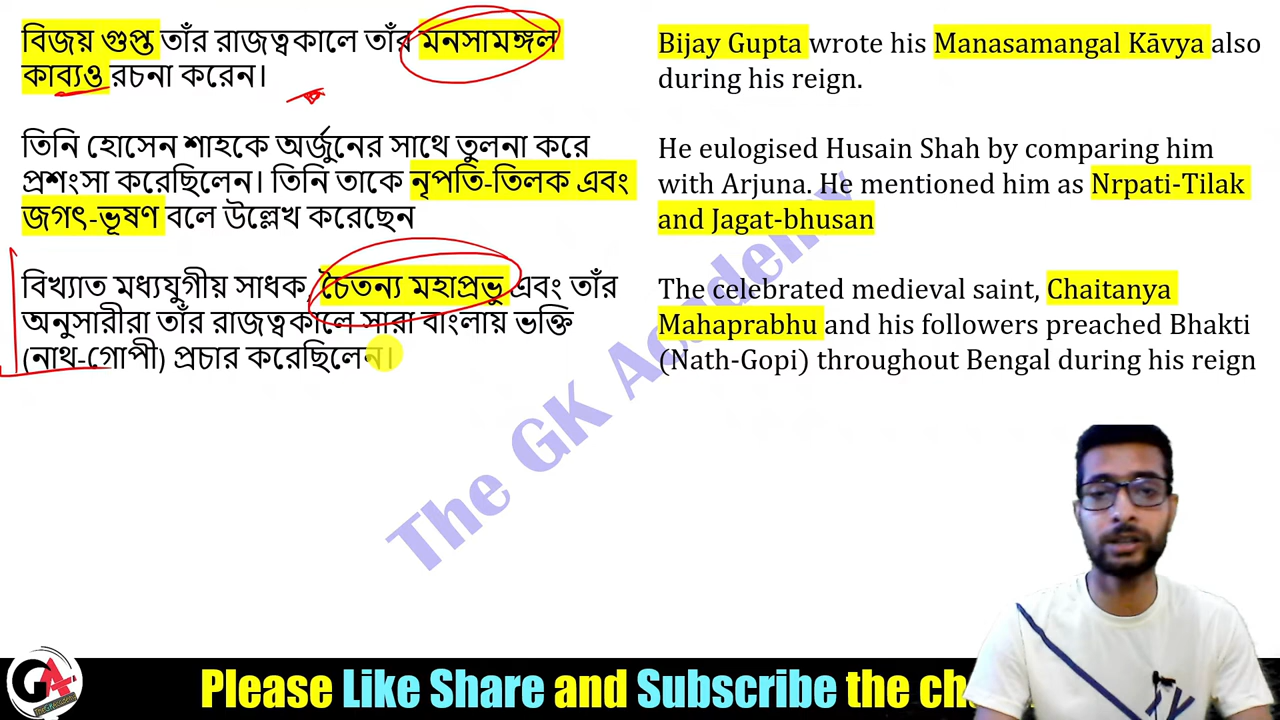 বিজয় গুপ্ত তাঁর রাজত্বকালে তাঁর মনসামঙ্গল
কাব্যও রচনা করেন।
তিনি হোসেন শাহকে অর্জুনের সাথে তুলনা করে
প্রশংসা করেছিলেন। তিনি তাকে নৃপতি-তিলক এবং
জগৎ-ভূষণ বলে উল্লেখ করেছেন
বিখ্যাত মধ্যযুগীয় সাধক, চৈতন্য মহাপ্রভু এবং তাঁর
অনুসারীরা তাঁর রাজত্বকালে সারা বাংলায় ভক্তি
(নাথ-গোপী) প্রচার করেছিলেন।
Bijay Gupta wrote his Manasamangal Kāvya also
during his reign.
He eulogised Husain Shah by comparing him
with Arjuna. He mentioned him as Nrpati-Tilak
and Jagat-bhusan
The celebrated medieval saint, Chaitanya
Mahaprabhu and his followers preached Bhakti
(Nath-Gopi) throughout Bengal during his reign
The GK Academy
Please Like Share and Subscribe the